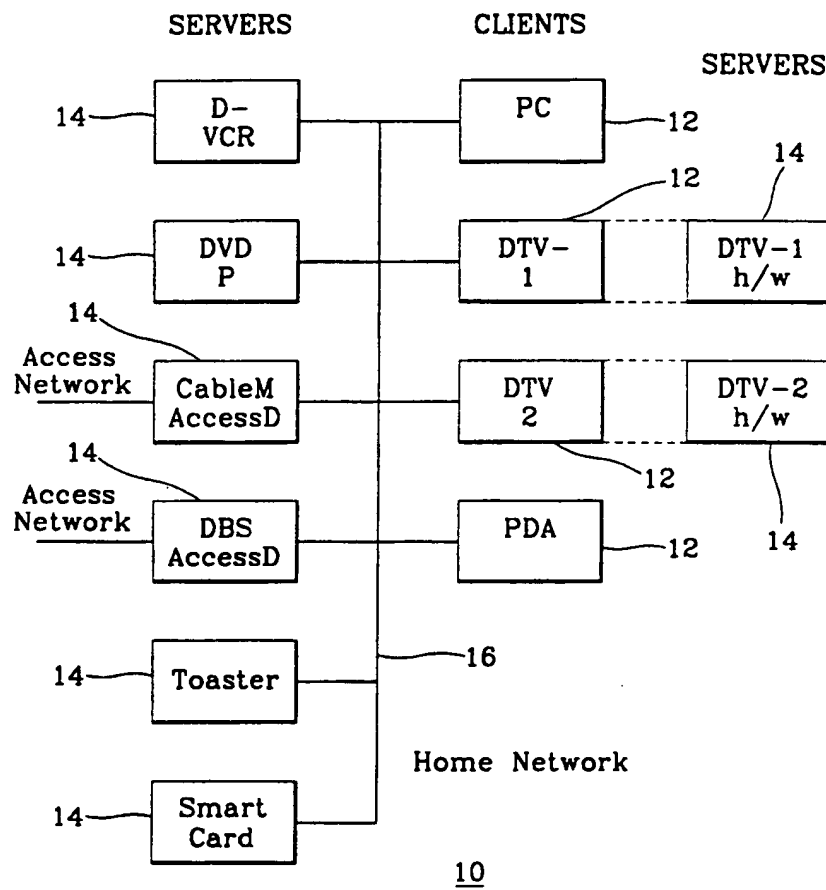 SERVERS
CLIENTS
SERVERS
14
D-
VCR
PC
12
12
14
14
DVD
P
DTV-
1
DTV-1
h/w
14
Access
Network
CableM
AccessD
DTV
2
DTV-2
h/w
14
12
Access
Network
DBS
AccessD
PDA
12
14
16
14
Toaster
Home Network
14
Smart
Card
10